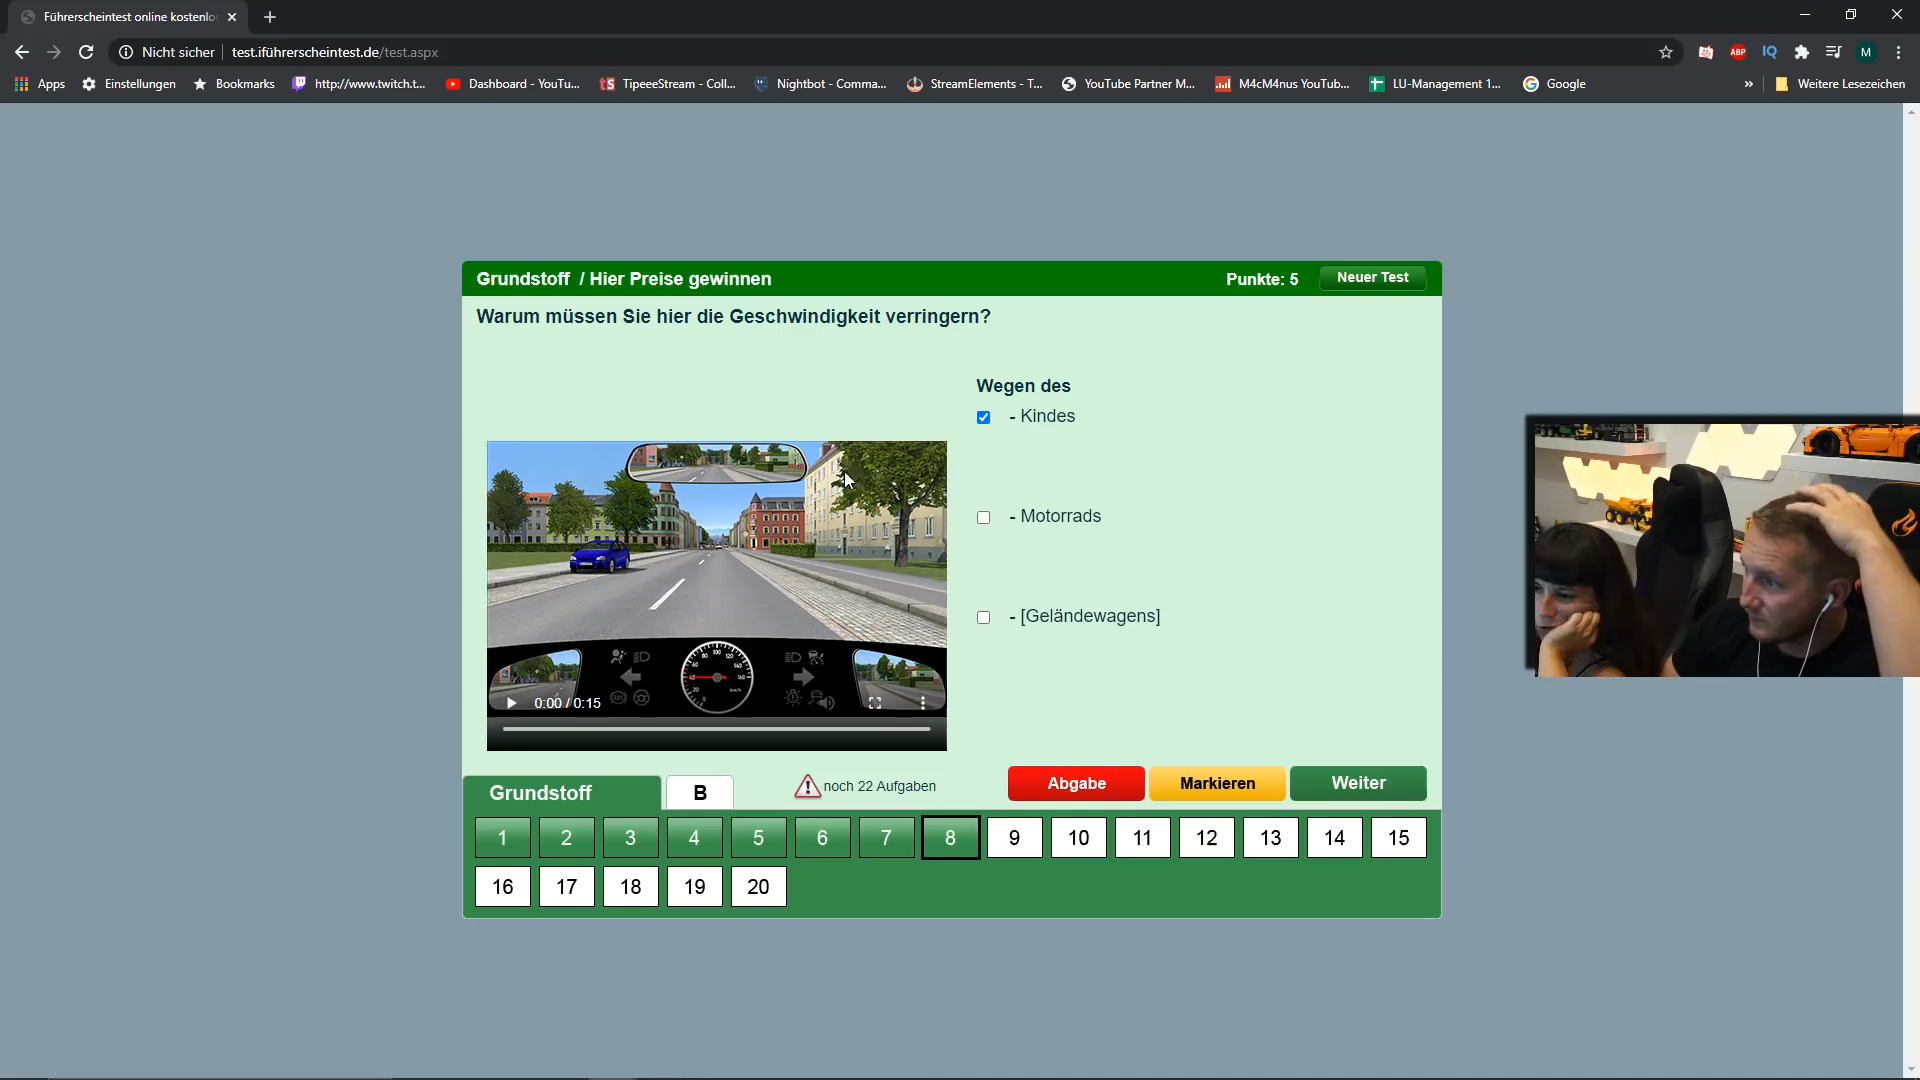 Führerscheintest online kostenlo
Nicht sicher
test.iführerscheintest.de/test.aspx
ABP
IQ
M
Apps
Einstellungen
Bookmarks
http://www.twitch.t...
Dashboard - YouTu...
TipeeeStream - Coll...
Nightbot - Comma...
StreamElements - T...
YouTube Partner M...
M4cM4nus YouTub...
LU-Management 1...
Google
»
Weitere Lesezeichen
Grundstoff / Hier Preise gewinnen
Punkte: 5
Neuer Test
Warum müssen Sie hier die Geschwindigkeit verringern?
Wegen des
- Kindes
- Motorrads
- [Geländewagens]
0:00 / 0:15
Grundstoff
B
noch 22 Aufgaben
Abgabe
Markieren
Weiter
1 2 3 4 5 6 7 8 9 10 11 12 13 14 15
16 17 18 19 20